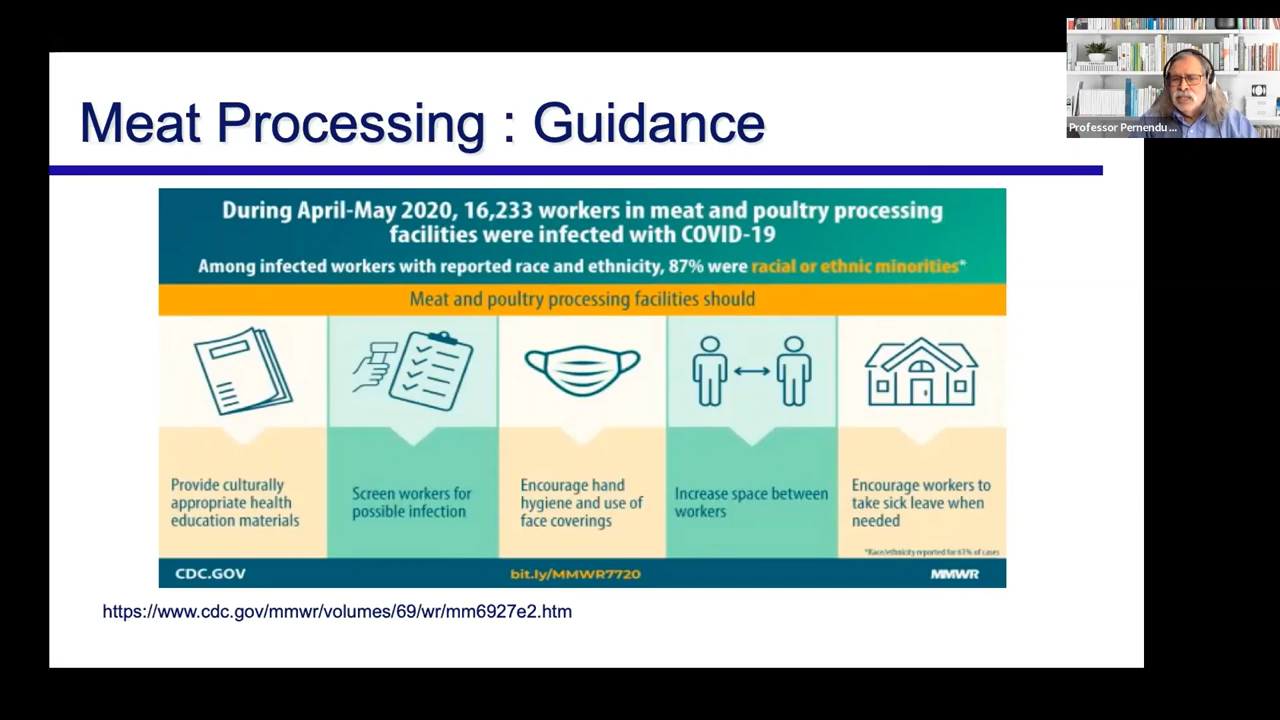 Meat Processing : Guidance
Professor Pernendu ...
During April-May 2020, 16,233 workers in meat and poultry processing
facilities were infected with COVID-19
Among infected workers with reported race and ethnicity, 87% were racial or ethnic minorities*
Meat and poultry processing facilities should
Provide culturally
appropriate health
education materials
Screen workers for
possible infection
Encourage hand
hygiene and use of
face coverings
Increase space between
workers
Encourage workers to
take sick leave when
needed
*Race/ethnicity reported for 61% of cases
CDC.GOV
bit.ly/MMWR7720
MMWR
https://www.cdc.gov/mmwr/volumes/69/wr/mm6927e2.htm